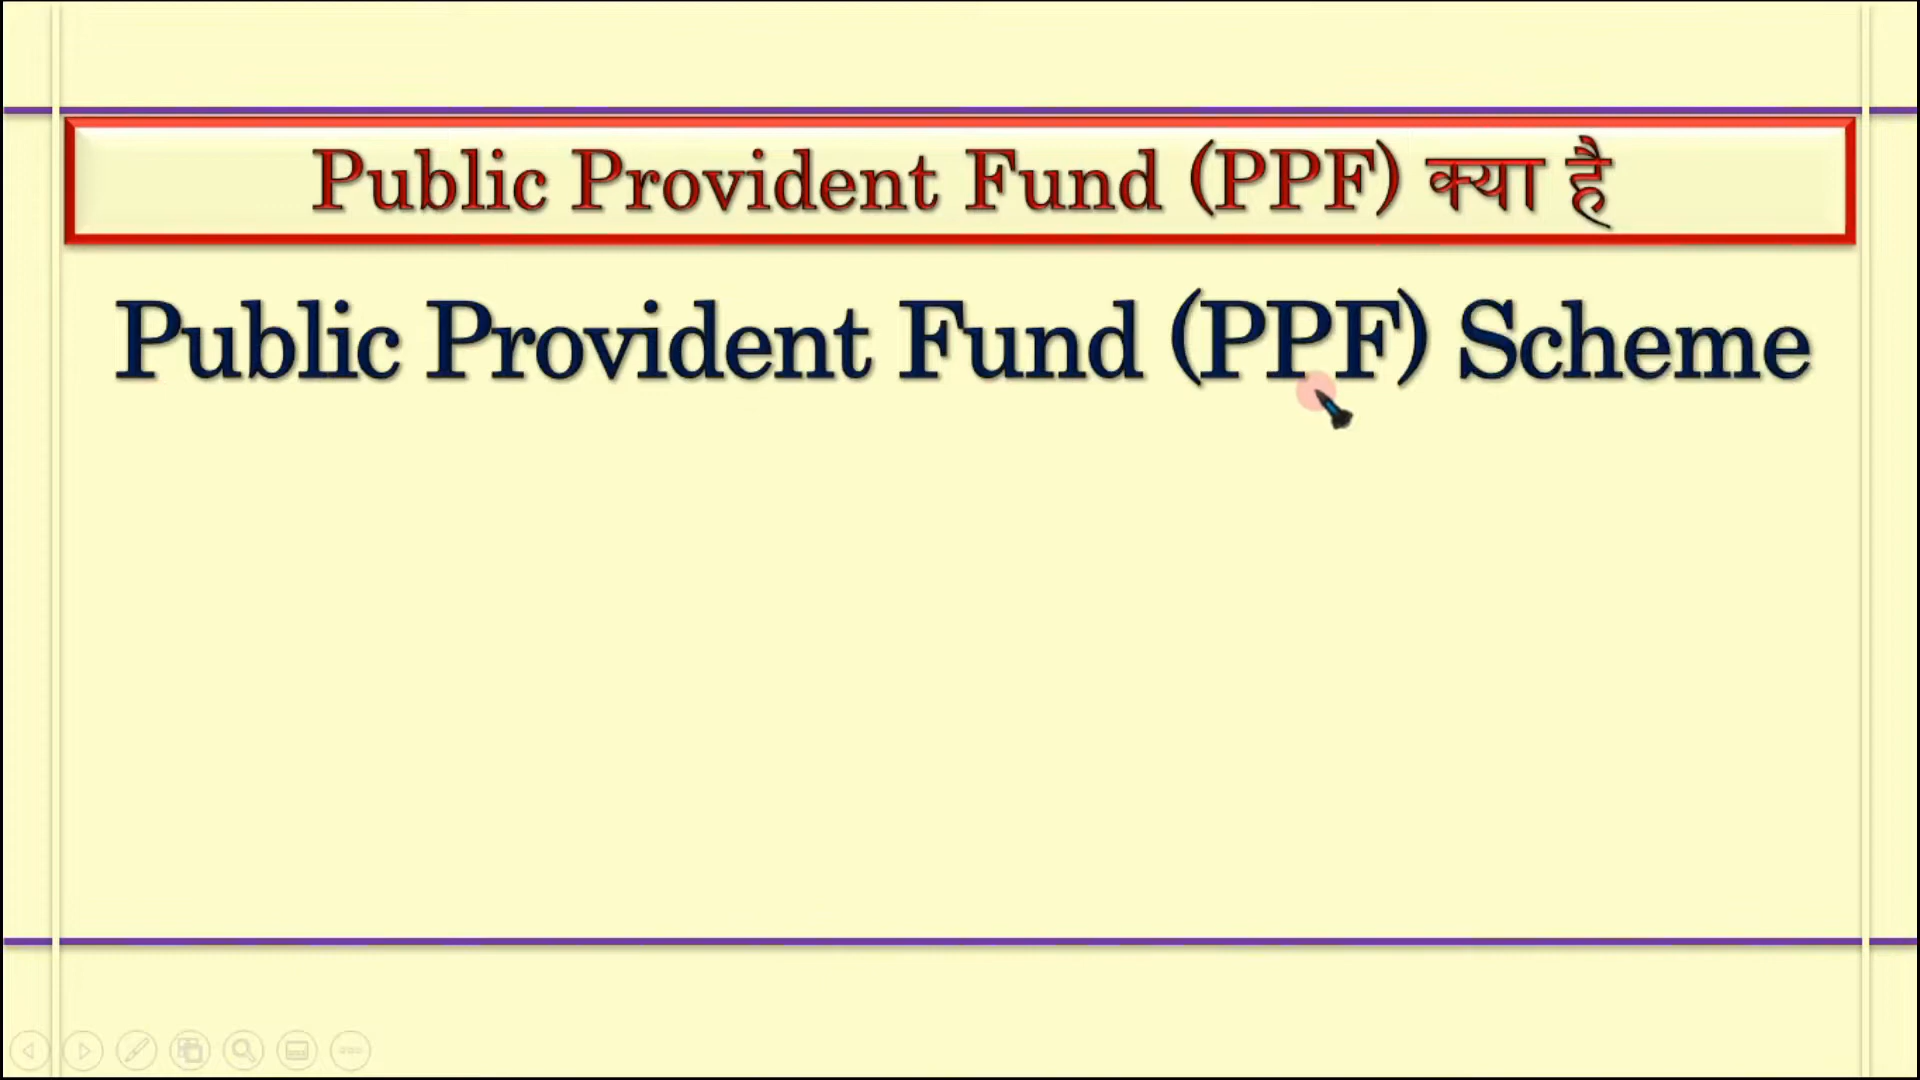 Public Provident Fund (PPF) क्या है
Public Provident Fund (PPF) Scheme